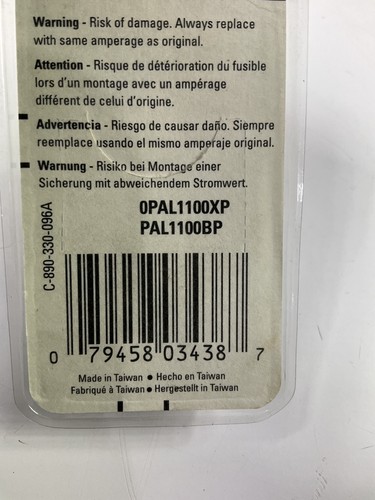 Warning - Risk of damage. Always replace
with same amperage as original.
Attention - Risque de détérioration du fusible
lors d'un montage avec un ampérage
différent de celui d'origine.
Advertencia - Riesgo de causar daño. Siempre
reemplace usando el mismo amperaje original.
Warnung - Risiko bei Montage einer
Sicherung mit abweichendem Stromwert.
0PAL1100XP
PAL1100BP
C-890-330-096A
0 79458 03438 7
Made in Taiwan ● Hecho en Taiwan
Fabriqué à Taiwan ● Hergestellt in Taiwan